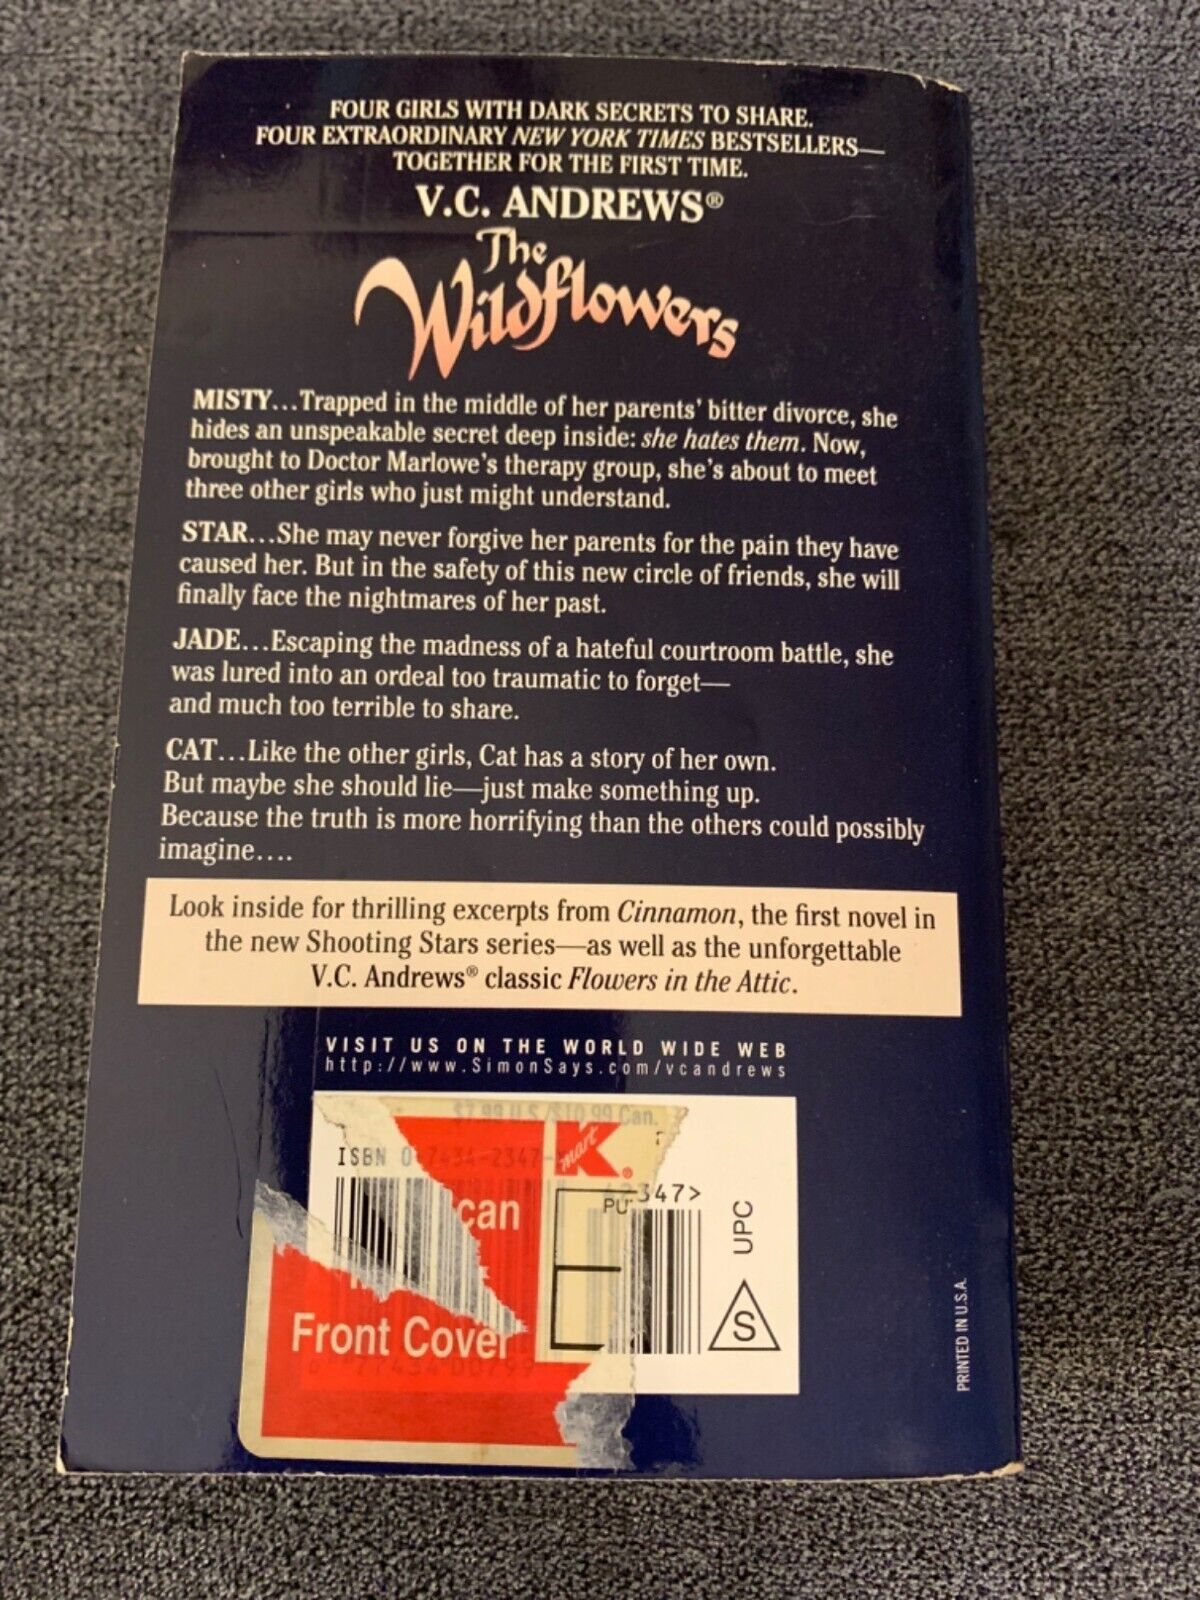 FOUR GIRLS WITH DARK SECRETS TO SHARE.
FOUR EXTRAORDINARY NEW YORK TIMES BESTSELLERS—
TOGETHER FOR THE FIRST TIME.
V.C. ANDREWS®
The
Wildflowers
MISTY...Trapped in the middle of her parents' bitter divorce, she
hides an unspeakable secret deep inside: she hates them. Now,
brought to Doctor Marlowe's therapy group, she's about to meet
three other girls who just might understand.
STAR...She may never forgive her parents for the pain they have
caused her. But in the safety of this new circle of friends, she will
finally face the nightmares of her past.
JADE...Escaping the madness of a hateful courtroom battle, she
was lured into an ordeal too traumatic to forget—
and much too terrible to share.
CAT...Like the other girls, Cat has a story of her own.
But maybe she should lie—just make something up.
Because the truth is more horrifying than the others could possibly
imagine....
Look inside for thrilling excerpts from Cinnamon, the first novel in
the new Shooting Stars series—as well as the unforgettable
V.C. Andrews® classic Flowers in the Attic.
VISIT US ON THE WORLD WIDE WEB
http://www.SimonSays.com/vcandrews
$7.99 U.S./$10.99 Can.
K
mart®
ISBN 0-7434-2347-
can
PU
347>
UPC
S
Front Cover
PRINTED IN U.S.A.